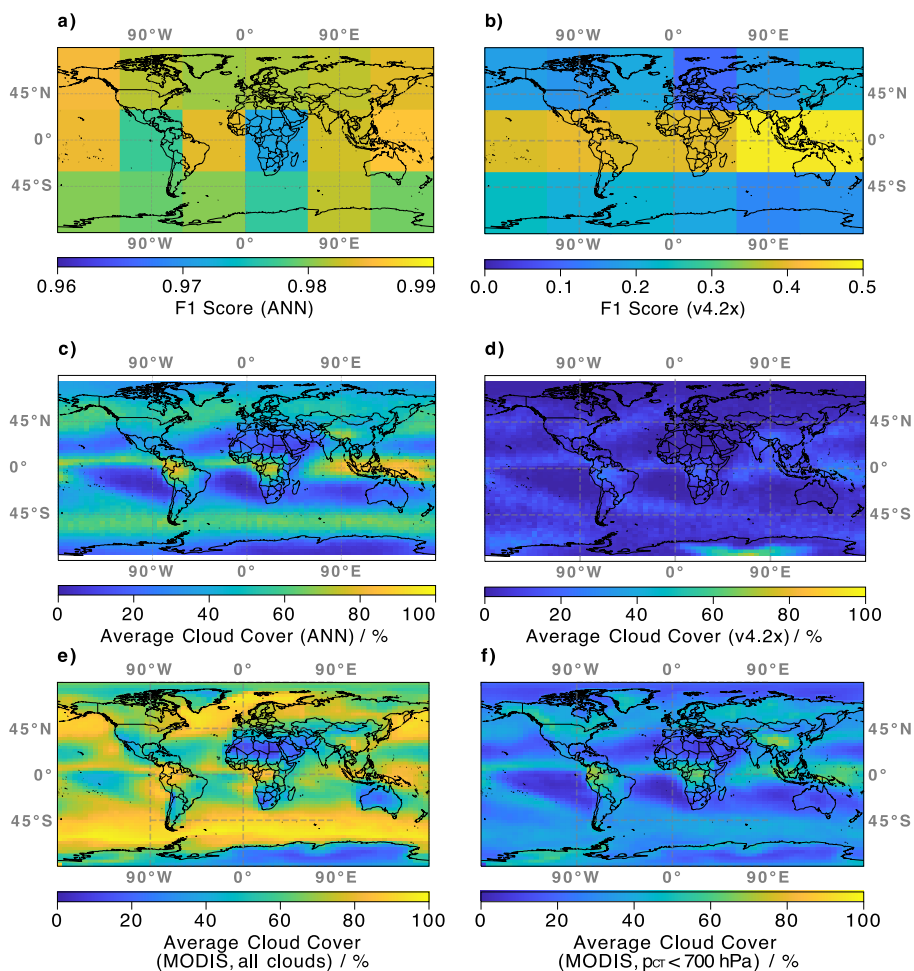 a) b)
90°W 0° 90°E 90°W 0° 90°E
45°N 45°N
0° 0°
45°S 45°S
90°W 0° 90°E 90°W 0° 90°E
0.96 0.97 0.98 0.99 0.0 0.1 0.2 0.3 0.4 0.5
F1 Score (ANN) F1 Score (v4.2x)
c) d)
90°W 0° 90°E 90°W 0° 90°E
45°N 45°N
0° 0°
45°S 45°S
0 20 40 60 80 100 0 20 40 60 80 100
Average Cloud Cover (ANN) / % Average Cloud Cover (v4.2x) / %
e) f)
90°W 0° 90°E 90°W 0° 90°E
45°N 45°N
0° 0°
45°S 45°S
90°W 0° 90°E 90°W 0° 90°E
0 20 40 60 80 100 0 20 40 60 80 100
Average Cloud Cover Average Cloud Cover
(MODIS, all clouds) / % (MODIS, pCT < 700 hPa) / %